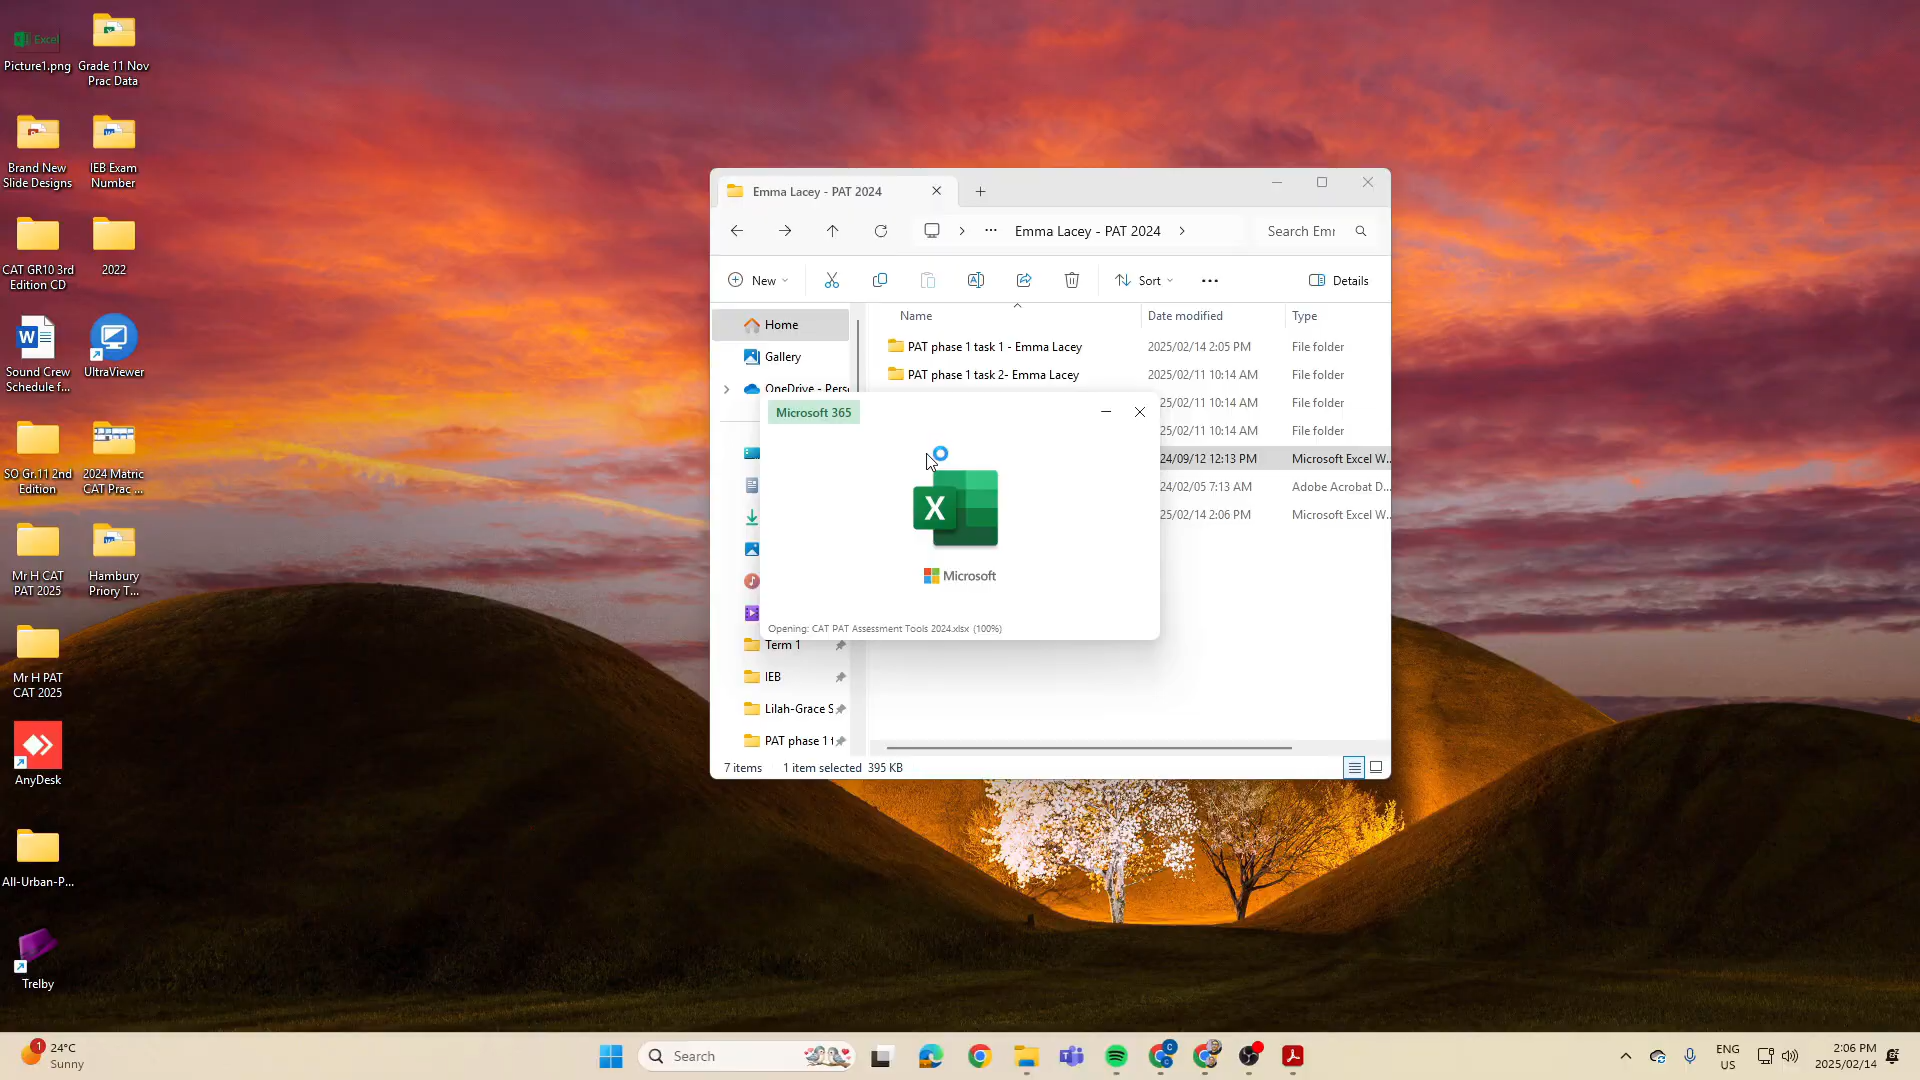 Excel
Picture1.png
Grade 11 Nov
Prac Data
Brand New
Slide Designs
IEB Exam
Number
CAT GR10 3rd
Edition CD
2022
Sound Crew
Schedule f...
UltraViewer
SO Gr.11 2nd
Edition
2024 Matric
CAT Prac ...
Mr H CAT
PAT 2025
Hambury
Priory T...
Mr H PAT
CAT 2025
AnyDesk
All-Urban-P...
Trelby
Emma Lacey - PAT 2024
Emma Lacey - PAT 2024
Search Emr
New
Sort
Details
Name
Date modified
Type
Home
Gallery
OneDrive - Pers
PAT phase 1 task 1 - Emma Lacey
2025/02/14 2:05 PM
File folder
PAT phase 1 task 2- Emma Lacey
2025/02/11 10:14 AM
File folder
25/02/11 10:14 AM
File folder
25/02/11 10:14 AM
File folder
24/09/12 12:13 PM
Microsoft Excel W...
24/02/05 7:13 AM
Adobe Acrobat D...
25/02/14 2:06 PM
Microsoft Excel W...
Microsoft 365
X
Microsoft
Opening: CAT PAT Assessment Tools 2024.xlsx (100%)
Term 1
IEB
Lilah-Grace S
PAT phase 1 t
7 items
1 item selected 395 KB
1
24°C
Sunny
Search
ENG
US
2:06 PM
2025/02/14